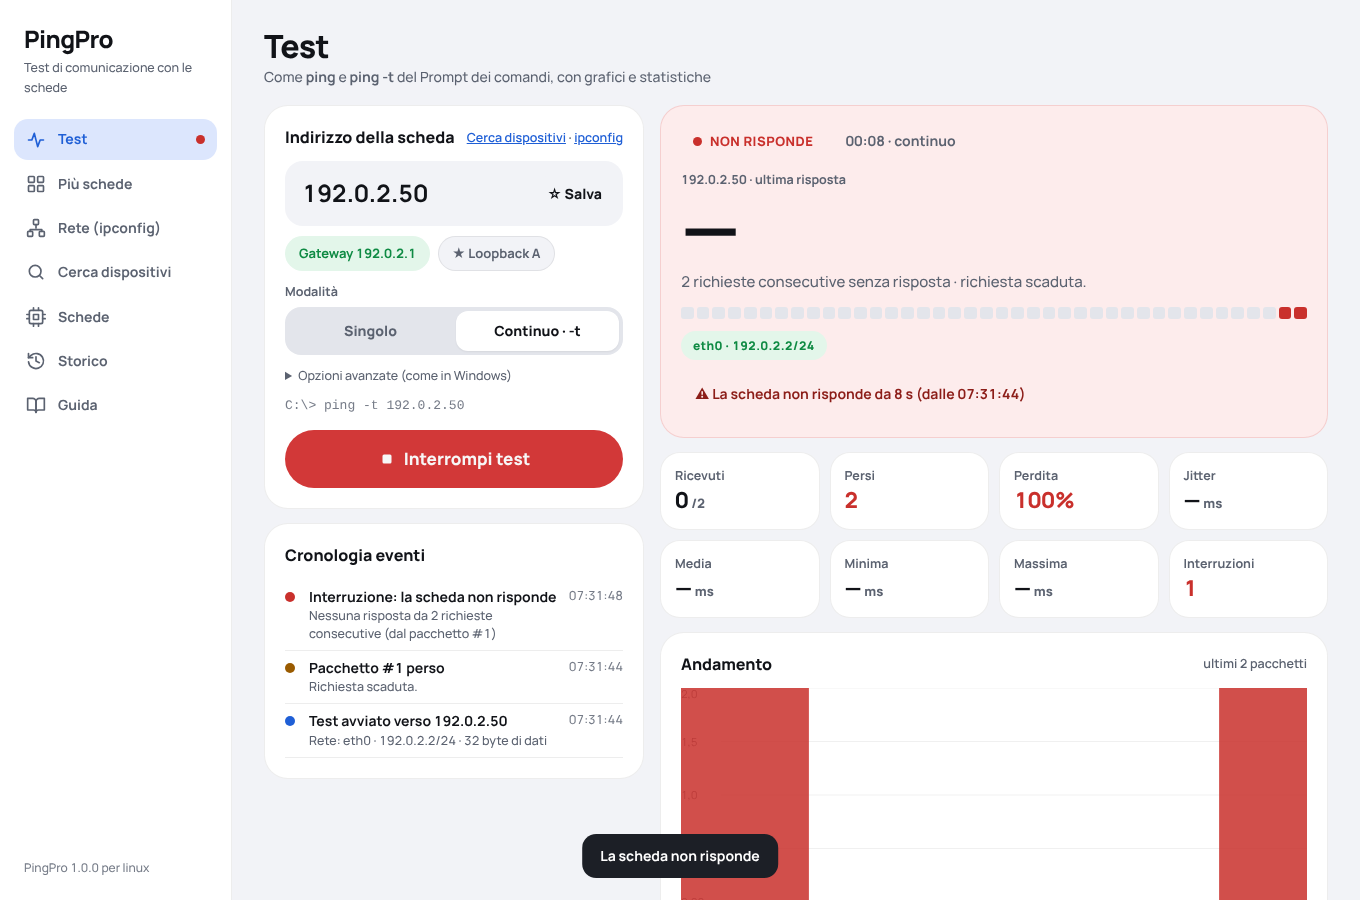 PingPro
Test di comunicazione con le
schede
Test
Più schede
Rete (ipconfig)
Cerca dispositivi
Schede
Storico
Guida
PingPro 1.0.0 per linux
Test
Come ping e ping -t del Prompt dei comandi, con grafici e statistiche
Indirizzo della scheda Cerca dispositivi · ipconfig
192.0.2.50 ☆ Salva
Gateway 192.0.2.1 ★ Loopback A
Modalità
Singolo Continuo · -t
▶ Opzioni avanzate (come in Windows)
C:\> ping -t 192.0.2.50
Interrompi test
Cronologia eventi
Interruzione: la scheda non risponde 07:31:48
Nessuna risposta da 2 richieste
consecutive (dal pacchetto #1)
Pacchetto #1 perso 07:31:44
Richiesta scaduta.
Test avviato verso 192.0.2.50 07:31:44
Rete: eth0 · 192.0.2.2/24 · 32 byte di dati
NON RISPONDE 00:08 · continuo
192.0.2.50 · ultima risposta
—
2 richieste consecutive senza risposta · richiesta scaduta.
eth0 · 192.0.2.2/24
⚠ La scheda non risponde da 8 s (dalle 07:31:44)
Ricevuti
0 /2
Persi
2
Perdita
100%
Jitter
— ms
Media
— ms
Minima
— ms
Massima
— ms
Interruzioni
1
Andamento ultimi 2 pacchetti
2.0
1.5
1.0
La scheda non risponde